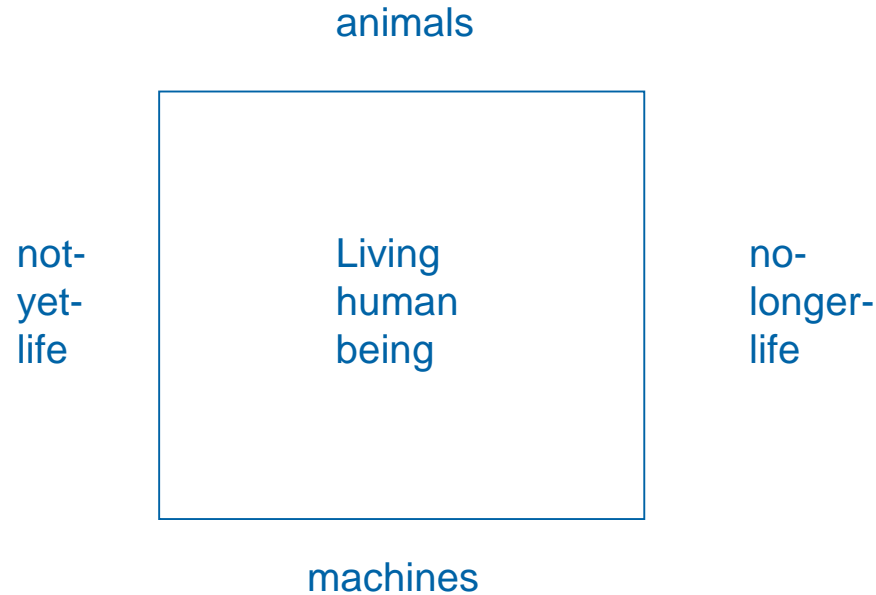 animals
not-
yet-
life
Living
human
being
no-
longer-
life
machines